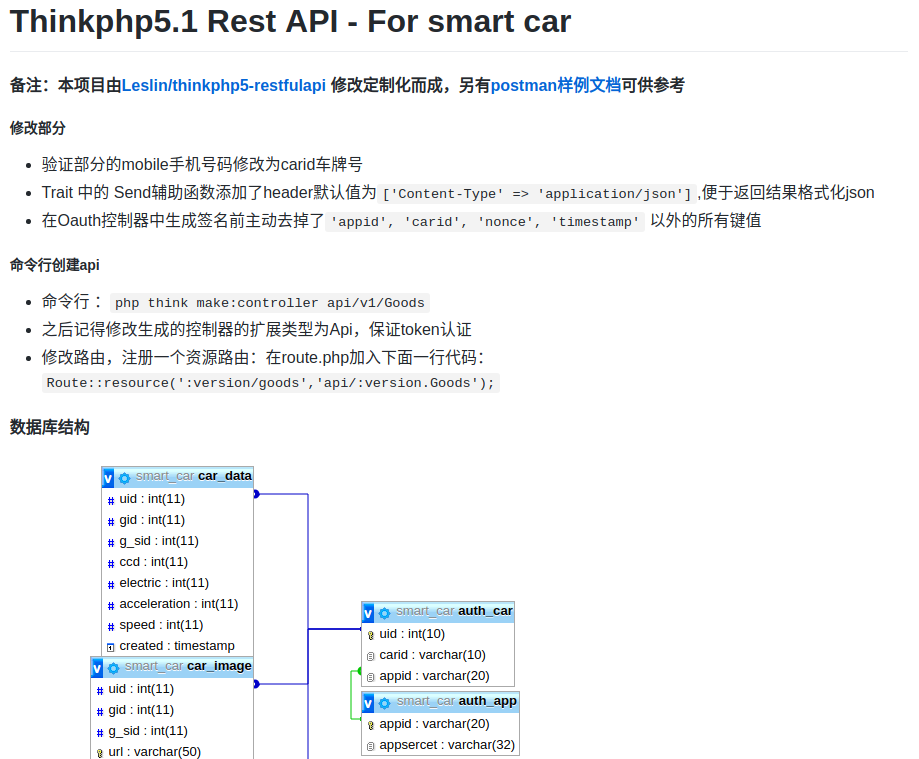 Thinkphp5.1 Rest API - For smart car
备注：本项目由Leslin/thinkphp5-restfulapi 修改定制化而成，另有postman样例文档可供参考
修改部分
验证部分的mobile手机号码修改为carid车牌号
Trait 中的 Send辅助函数添加了header默认值为 ['Content-Type' => 'application/json'] ,便于返回结果格式化json
在Oauth控制器中生成签名前主动去掉了 'appid', 'carid', 'nonce', 'timestamp' 以外的所有键值
命令行创建api
命令行 ： php think make:controller api/v1/Goods
之后记得修改生成的控制器的扩展类型为Api，保证token认证
修改路由，注册一个资源路由：在route.php加入下面一行代码：
Route::resource(':version/goods','api/:version.Goods');
数据库结构
smart_car car_data
uid : int(11)
gid : int(11)
g_sid : int(11)
ccd : int(11)
electric : int(11)
acceleration : int(11)
speed : int(11)
created : timestamp
smart_car car_image
uid : int(11)
gid : int(11)
g_sid : int(11)
url : varchar(50)
smart_car auth_car
uid : int(10)
carid : varchar(10)
appid : varchar(20)
smart_car auth_app
appid : varchar(20)
appsercet : varchar(32)